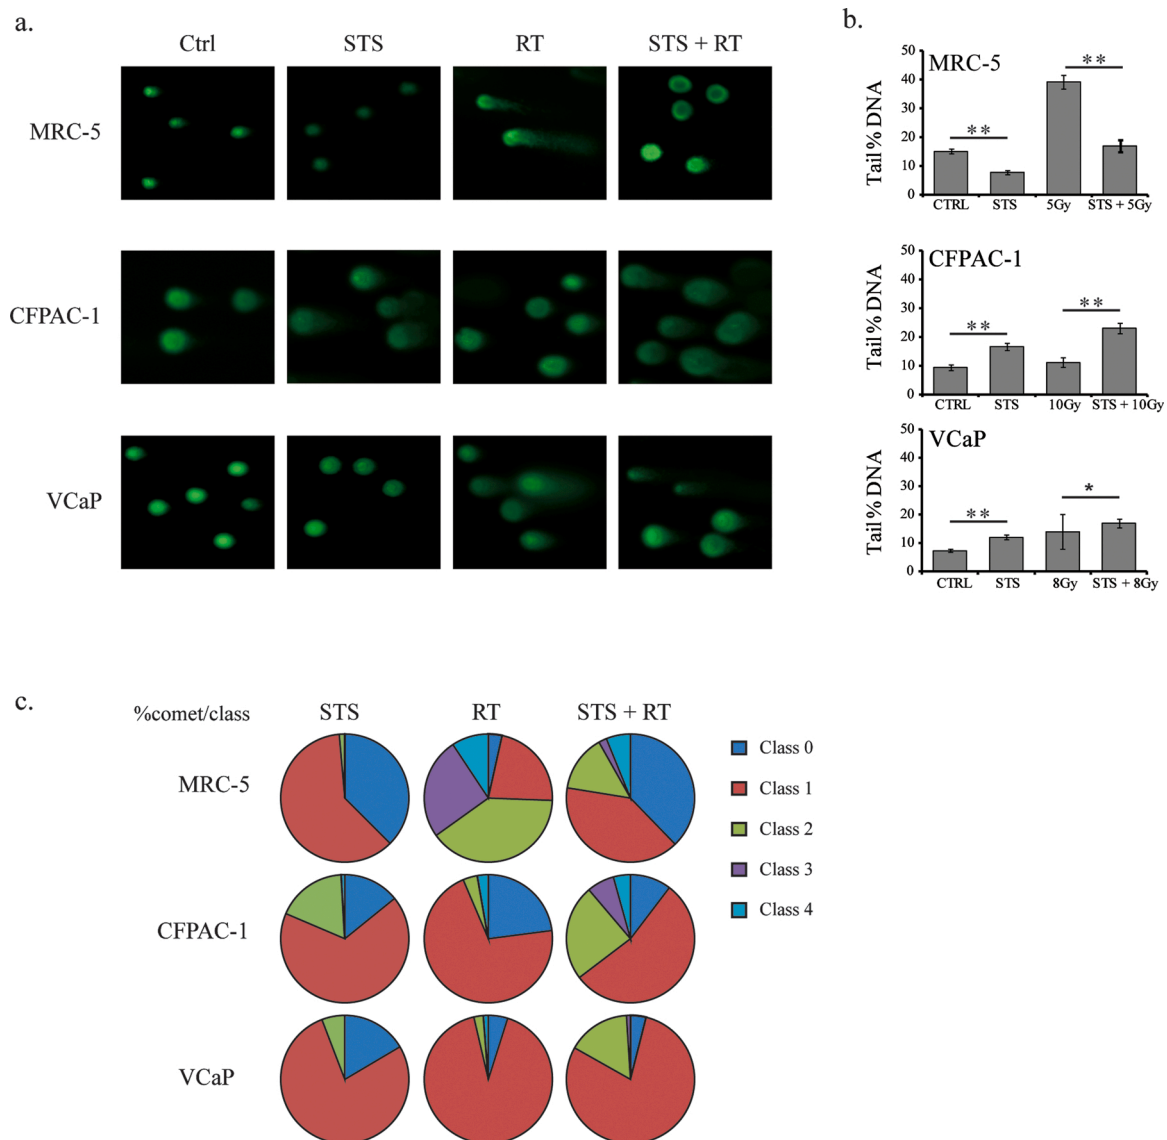 a.
Ctrl STS RT STS + RT
MRC-5
CFPAC-1
VCaP
b.
MRC-5
Tail % DNA
50
40
30
20
10
0
** **
CTRL STS 5Gy STS + 5Gy
CFPAC-1
Tail % DNA
50
40
30
20
10
0
** **
CTRL STS 10Gy STS + 10Gy
VCaP
Tail % DNA
50
40
30
20
10
0
** *
CTRL STS 8Gy STS + 8Gy
c.
%comet/class STS RT STS + RT
MRC-5
CFPAC-1
VCaP
Class 0
Class 1
Class 2
Class 3
Class 4